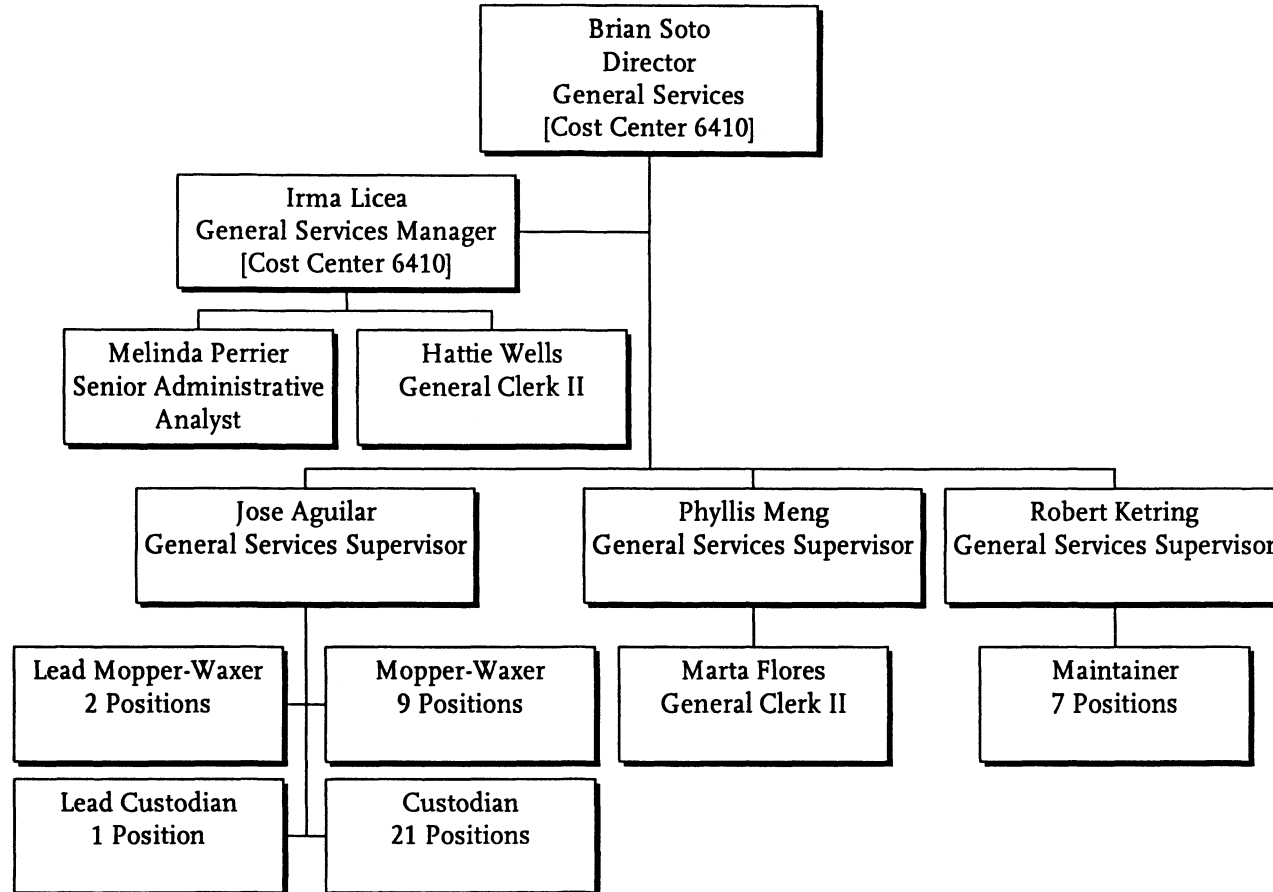 Brian Soto
Director
General Services
[Cost Center 6410]
Irma Licea
General Services Manager
[Cost Center 6410]
Melinda Perrier
Senior Administrative
Analyst
Hattie Wells
General Clerk II
Jose Aguilar
General Services Supervisor
Phyllis Meng
General Services Supervisor
Robert Ketring
General Services Supervisor
Lead Mopper-Waxer
2 Positions
Mopper-Waxer
9 Positions
Marta Flores
General Clerk II
Maintainer
7 Positions
Lead Custodian
1 Position
Custodian
21 Positions